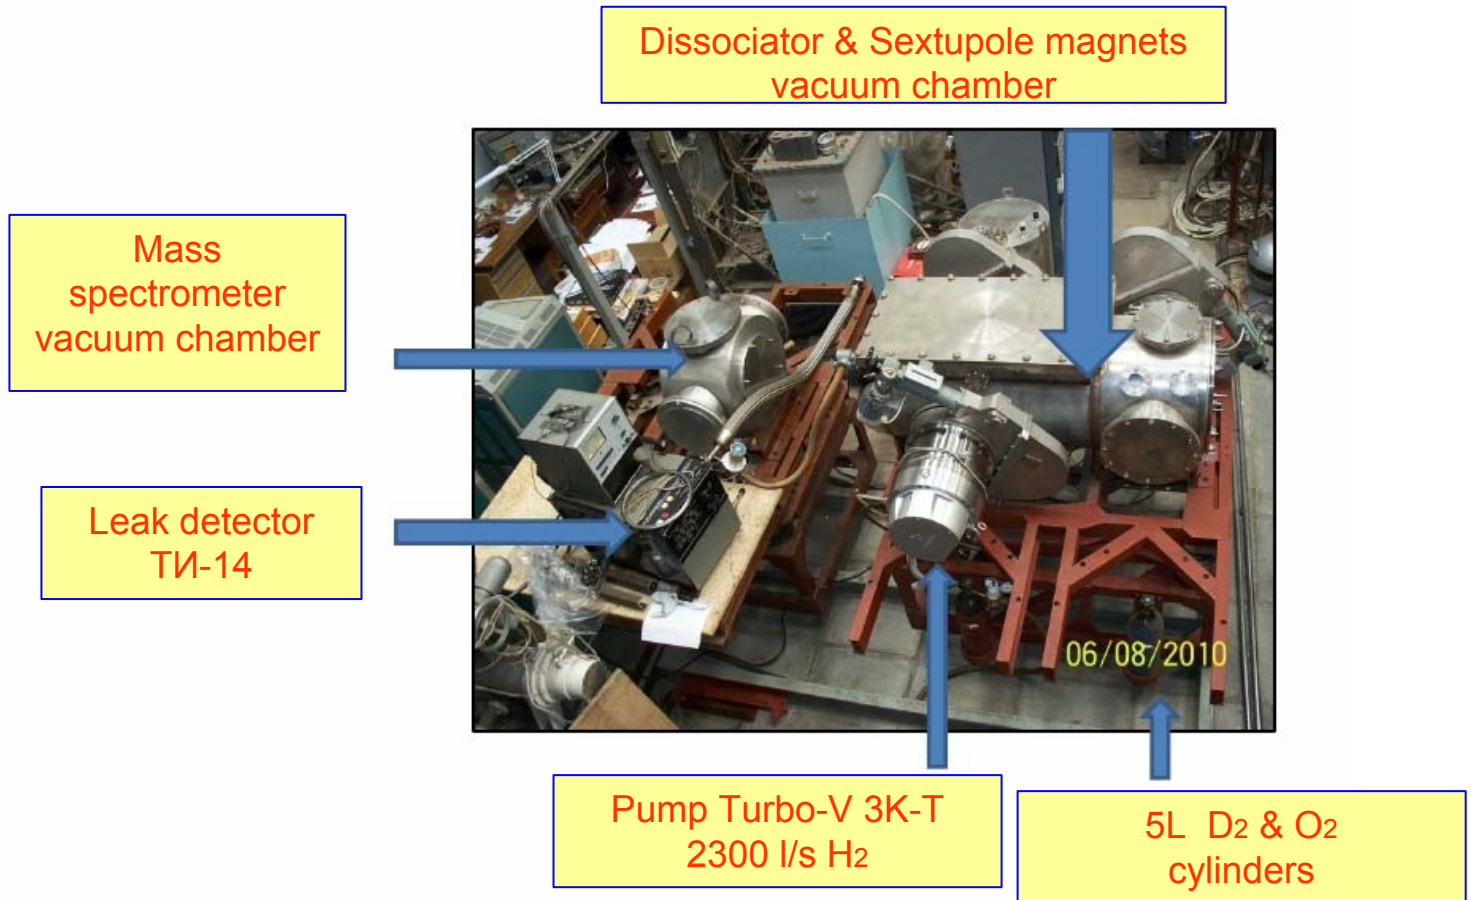 Dissociator & Sextupole magnets
vacuum chamber
Mass
spectrometer
vacuum chamber
Leak detector
ТИ-14
06/08/2010
Pump Turbo-V 3K-T
2300 l/s H2
5L D2 & O2
cylinders